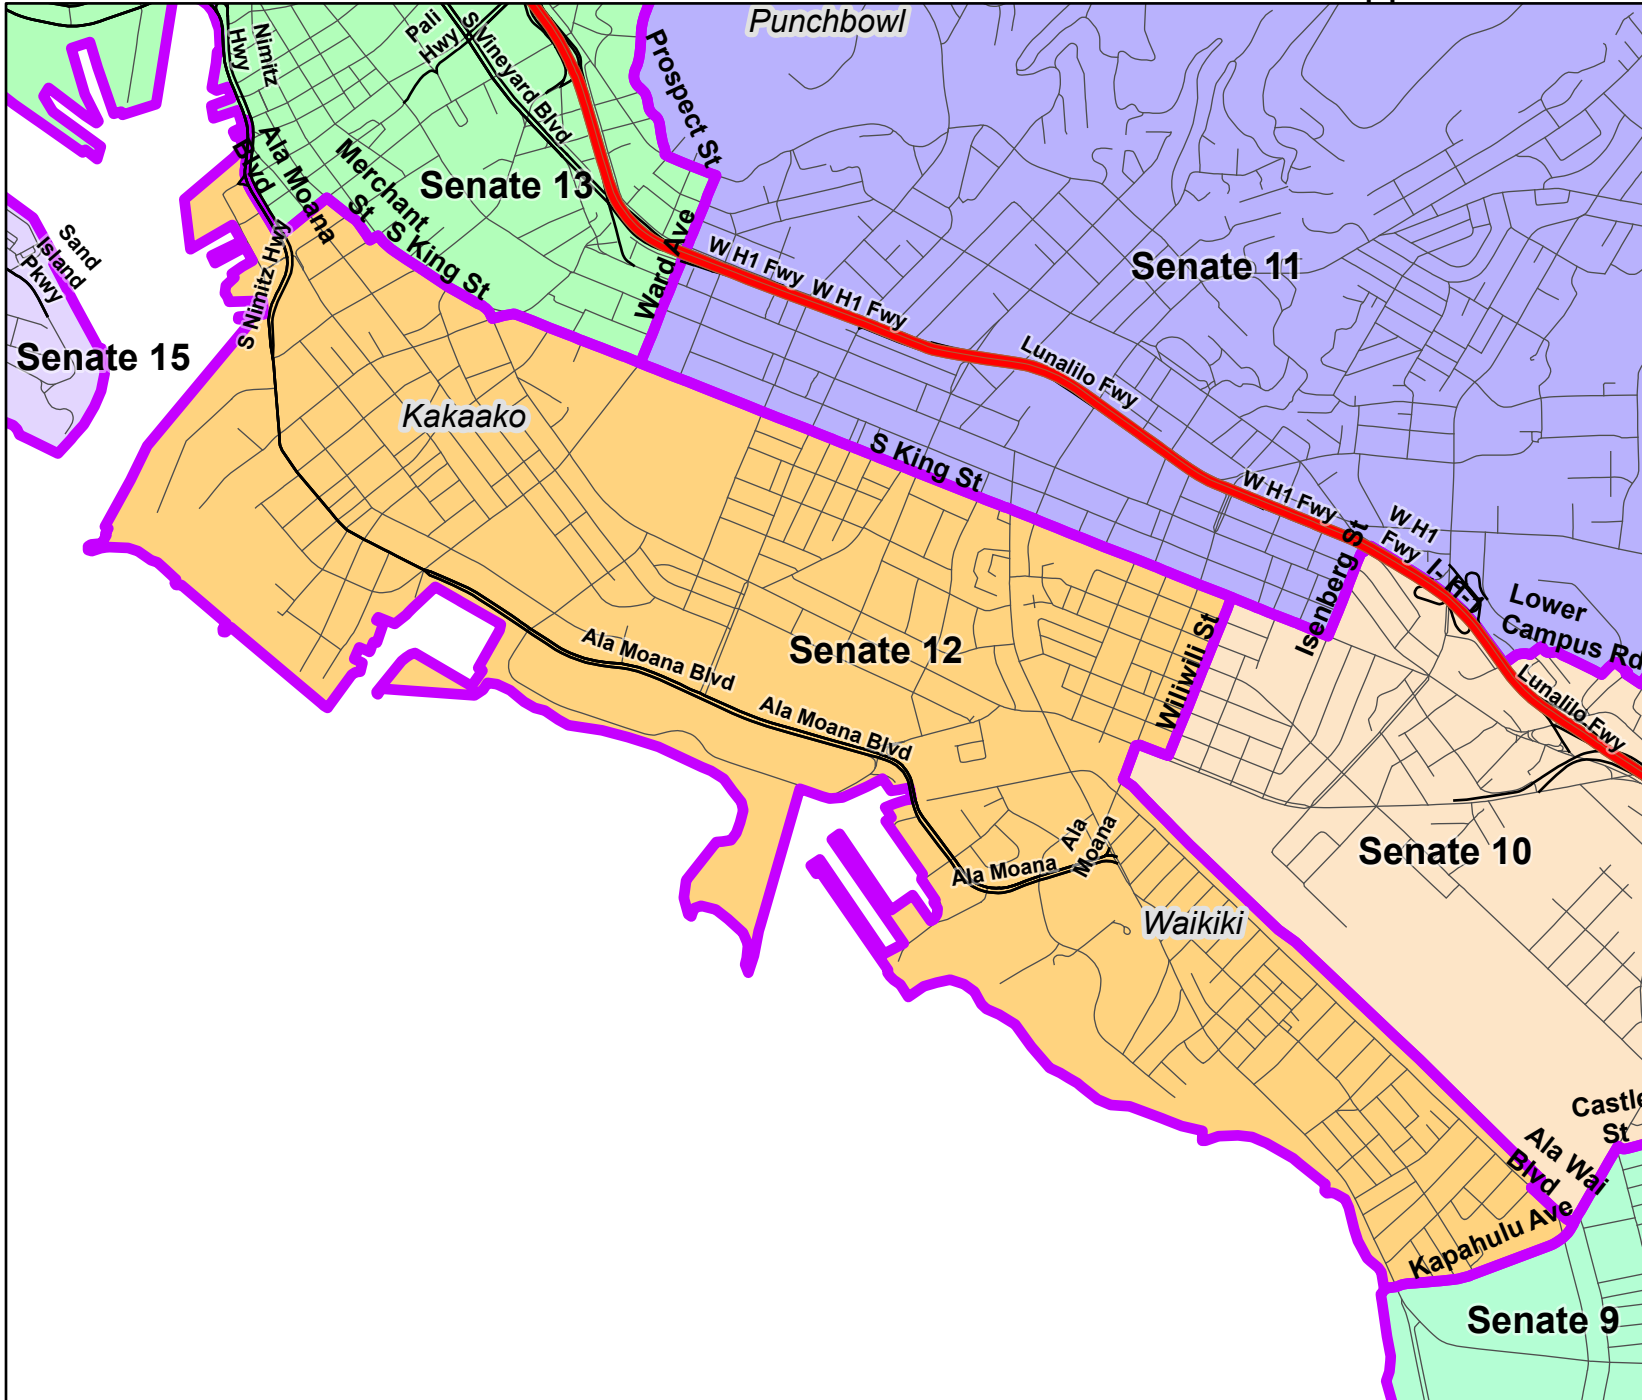 Punchbowl
Nimitz
Hwy
Pali
Hwy
S Vineyard Blvd
Prospect St
Ala Moana
Blvd
Merchant
St
Senate 13
S King St
Ward Ave
Sand
Island
Pkwy
S Nimitz Hwy
W H1 Fwy
W H1 Fwy
Senate 11
Senate 15
Lunalilo Fwy
Kakaako
S King St
W H1 Fwy
W H1
Fwy
I- H-1
Isenberg St
Lower
Campus Rd
Wiliwili St
Senate 12
Ala Moana Blvd
Ala Moana Blvd
Lunalilo Fwy
Ala
Moana
Ala Moana
Senate 10
Waikiki
Castle
St
Ala Wai
Blvd
Kapahulu Ave
Senate 9